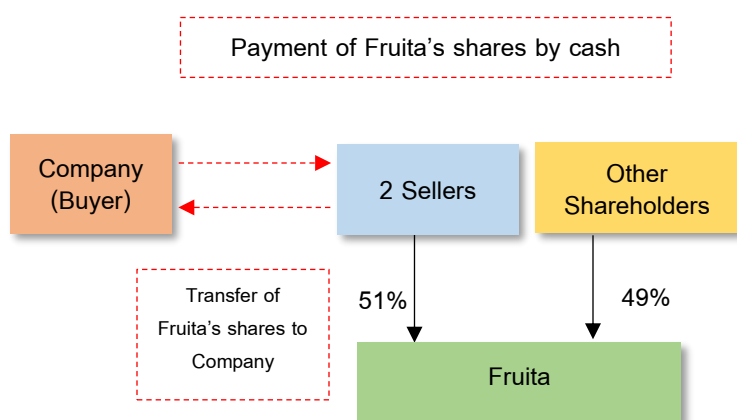 Payment of Fruita's shares by cash
Company
(Buyer)
2 Sellers
Other
Shareholders
Transfer of
Fruita's shares to
Company
51%
49%
Fruita